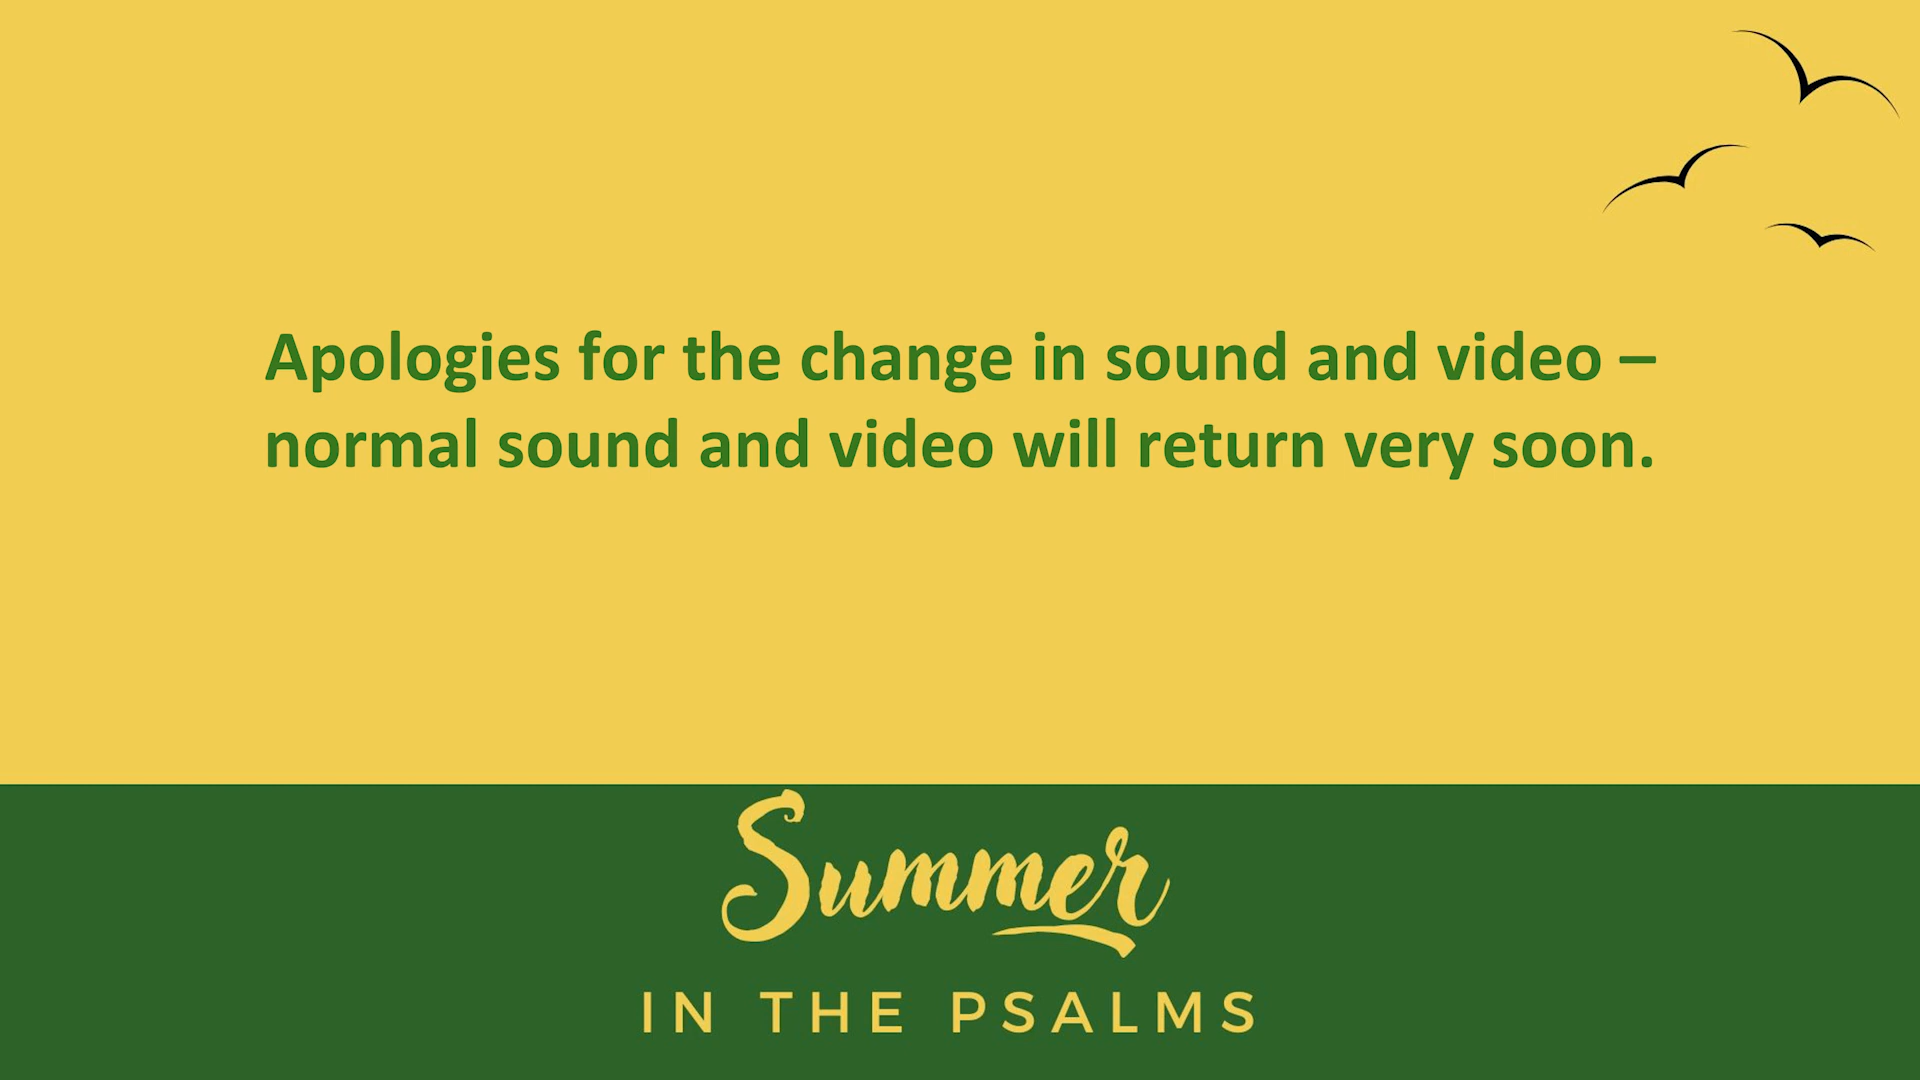 Apologies for the change in sound and video –
normal sound and video will return very soon.
Summer
IN THE PSALMS